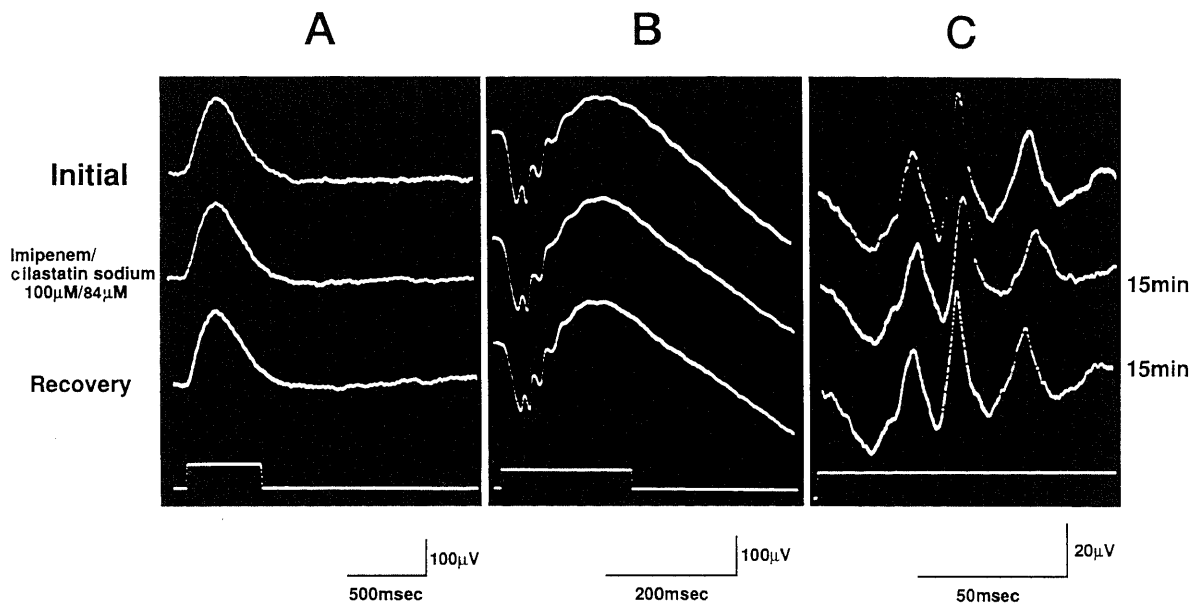 A
B
C
Initial
Imipenem/
cilastatin sodium
100μM/84μM
15min
Recovery
15min
100μV
500msec
100μV
200msec
20μV
50msec